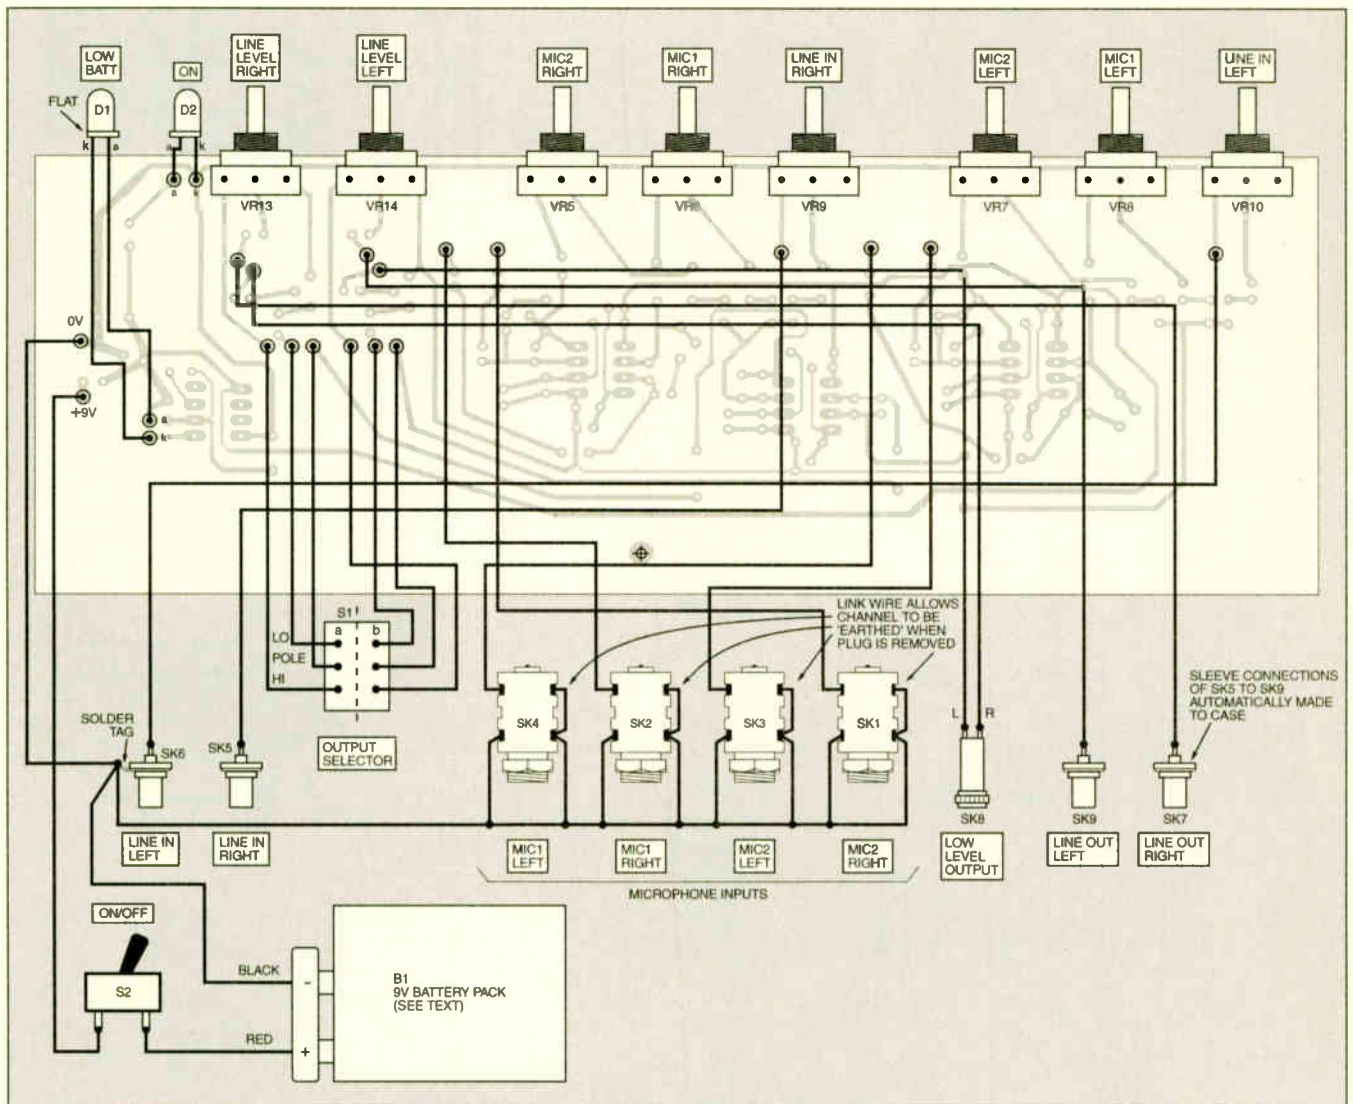 LOW
BATT
ON
LINE
LEVEL
RIGHT
LINE
LEVEL
LEFT
MIC2
RIGHT
MIC1
RIGHT
LINE IN
RIGHT
MIC2
LEFT
MIC1
LEFT
LINE IN
LEFT
FLAT
D1
D2
k
a
a
k
a
k
VR13
VR14
VR5
VR6
VR9
VR7
VR8
VR10
0V
+9V
a
k
S1
a
b
LO
POLE
HI
OUTPUT
SELECTOR
LINK WIRE ALLOWS
CHANNEL TO BE
'EARTHED' WHEN
PLUG IS REMOVED
SLEEVE CONNECTIONS
OF SK5 TO SK9
AUTOMATICALLY MADE
TO CASE
SOLDER
TAG
SK6
SK5
SK4
SK2
SK3
SK1
L
R
SK8
SK9
SK7
LINE IN
LEFT
LINE IN
RIGHT
MIC1
LEFT
MIC1
RIGHT
MIC2
LEFT
MIC2
RIGHT
LOW
LEVEL
OUTPUT
LINE OUT
LEFT
LINE OUT
RIGHT
MICROPHONE INPUTS
ON/OFF
S2
BLACK
RED
-
+
B1
9V BATTERY PACK
(SEE TEXT)